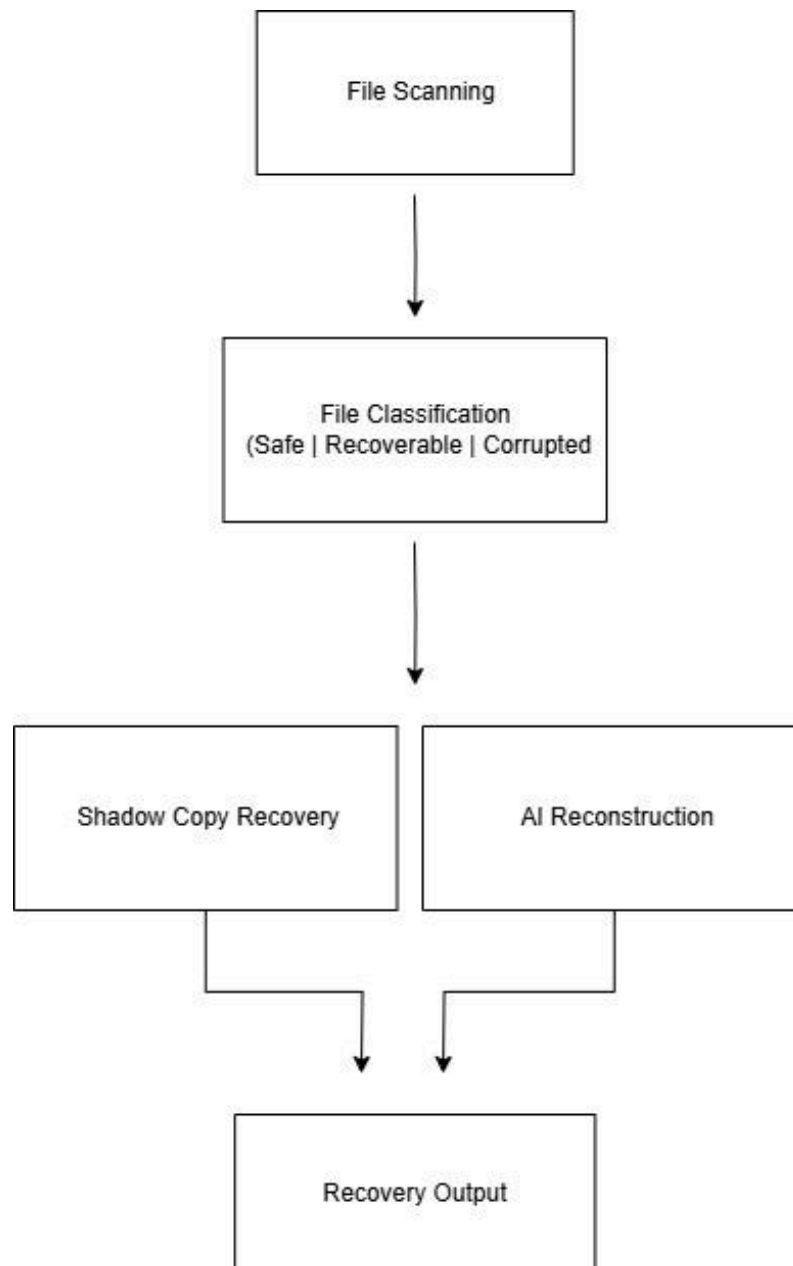 File Scanning
File Classification
(Safe | Recoverable | Corrupted
Shadow Copy Recovery
AI Reconstruction
Recovery Output